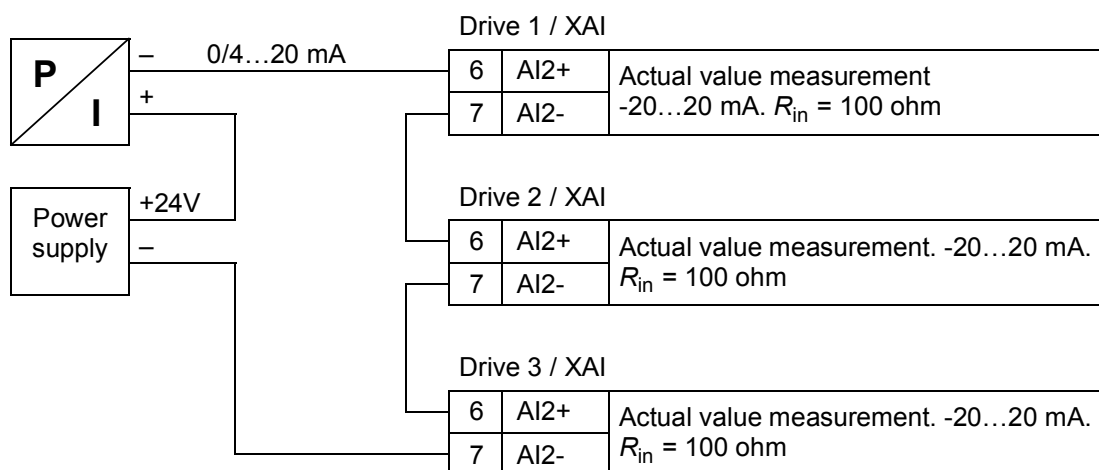 Drive 1 / XAI
P
I
–
0/4…20 mA
+
6 AI2+
7 AI2-
Actual value measurement
-20…20 mA. Rin = 100 ohm
Power
supply
+24V
–
Drive 2 / XAI
6 AI2+
7 AI2-
Actual value measurement. -20…20 mA.
Rin = 100 ohm
Drive 3 / XAI
6 AI2+
7 AI2-
Actual value measurement. -20…20 mA.
Rin = 100 ohm